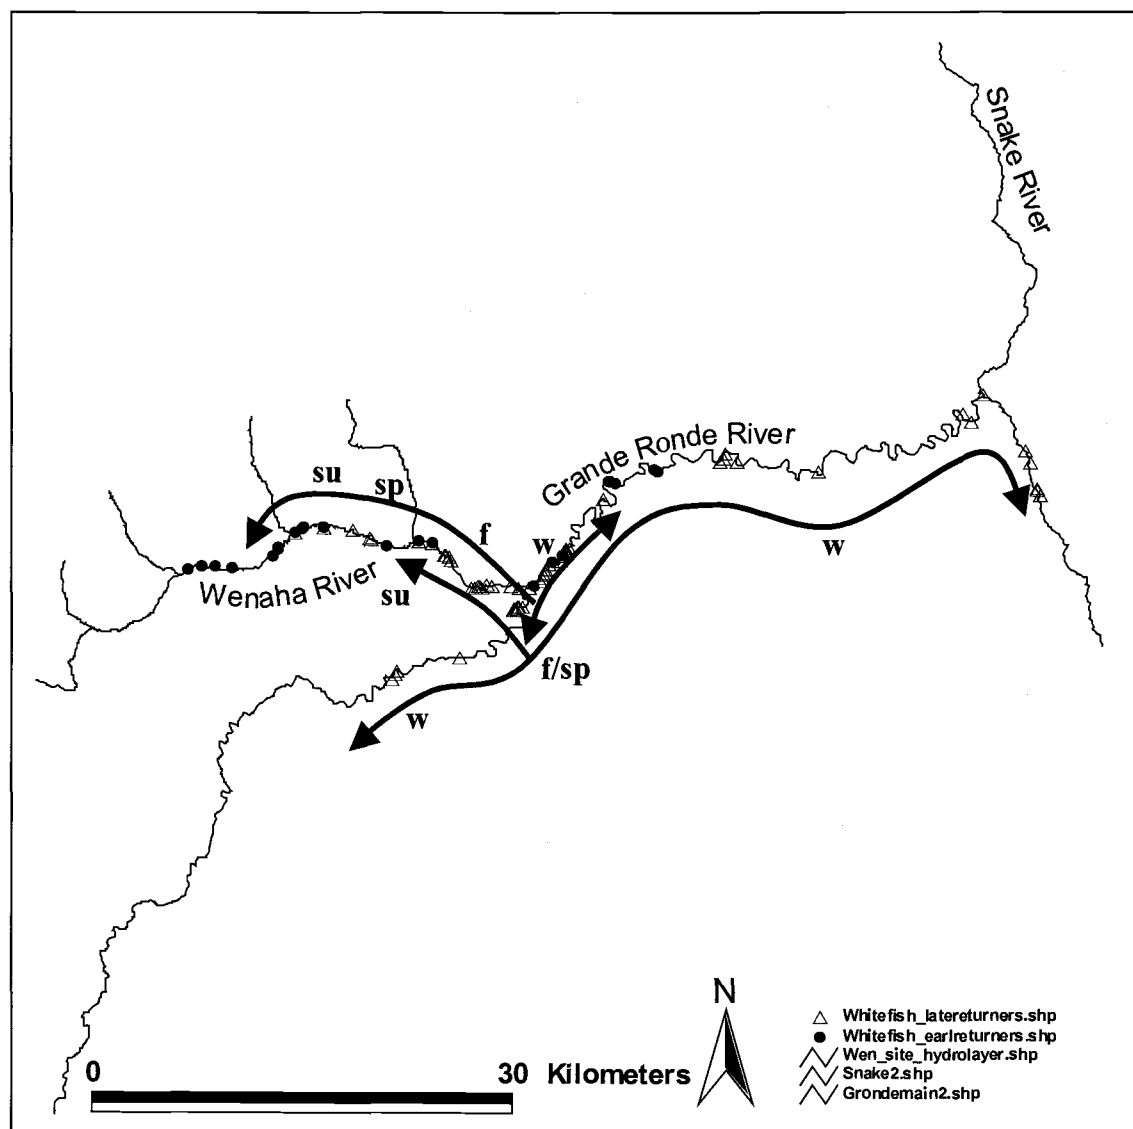 Snake River
Grande Ronde River
su
sp
f
w
w
Wenaha River
su
f/sp
w
N
Whitefish_latereturners.shp
Whitefish_earlreturners.shp
Wen_site_hydrolayer.shp
Snake2.shp
Grondemain2.shp
0
30 Kilometers